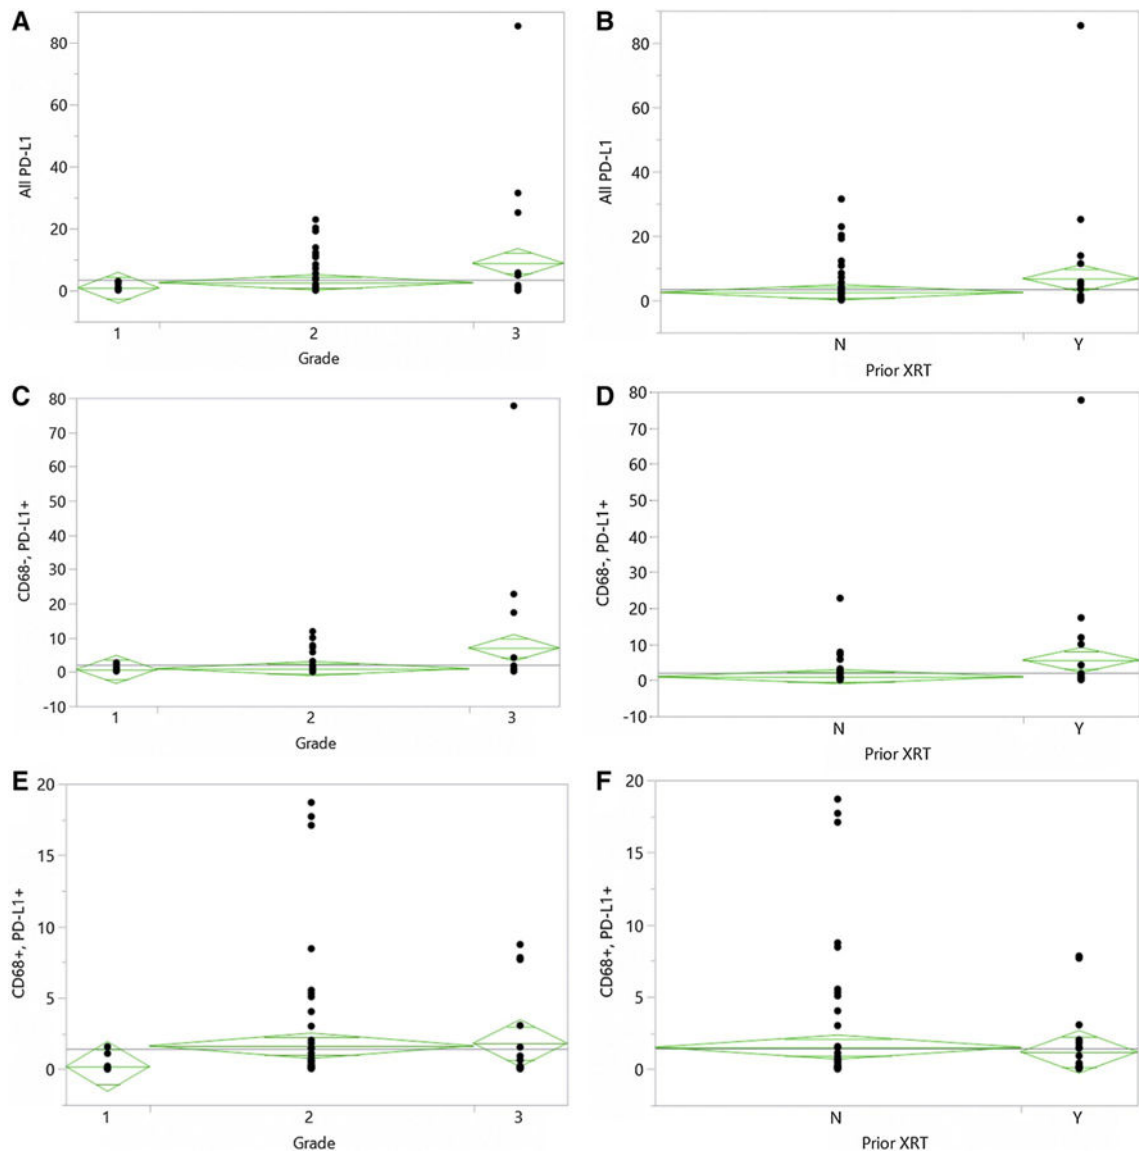 A
80
60
40
20
0
All PD-L1
1 2 3
Grade
B
80
60
40
20
0
All PD-L1
N Y
Prior XRT
C
80
70
60
50
40
30
20
10
0
-10
CD68-, PD-L1+
1 2 3
Grade
D
80
70
60
50
40
30
20
10
0
-10
CD68-, PD-L1+
N Y
Prior XRT
E
20
15
10
5
0
CD68+, PD-L1+
1 2 3
Grade
F
20
15
10
5
0
CD68+, PD-L1+
N Y
Prior XRT